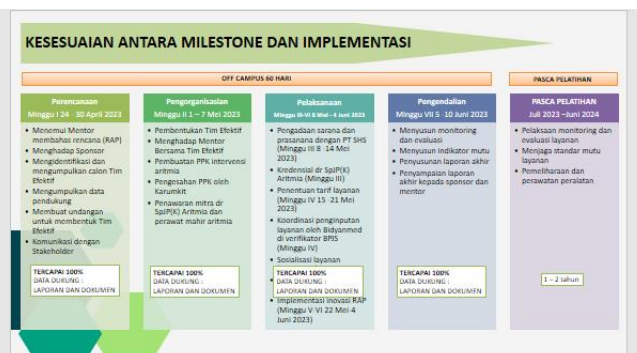 KESESUAIAN ANTARA MILESTONE DAN IMPLEMENTASI
OFF CAMPUS 60 HARI
PASCA PELATIHAN
Perencanaan
Minggu I 24 - 30 April 2023
• Menemui Mentor
membahas rencana (RAP)
• Menghadap Sponsor
• Mengidentifikasi dan
mengumpulkan calon Tim
Efektif
• Mengumpulkan data
pendukung
• Membuat undangan
untuk membentuk Tim
Efektif
• Komunikasi dengan
Stakeholder
TERCAPAI 100%
DATA DUKUNG :
LAPORAN DAN DOKUMEN
Pengorganisasian
Minggu II 1 – 7 Mei 2023
• Pembentukan Tim Efektif
• Menghadap Mentor
Bersama Tim Efektif
• Pembuatan PPK intervensi
aritmia
• Pengesahan PPK oleh
Karumkit
• Penawaran mitra dr
SpJP(K) Aritmia dan
perawat mahir aritmia
TERCAPAI 100%
DATA DUKUNG :
LAPORAN DAN DOKUMEN
Pelaksanaan
Minggu III-VI 8 Mei - 4 Juni 2023
• Pengadaan sarana dan
prasanana dengan PT SHS
(Minggu III 8 -14 Mei
2023)
• Kredensial dr SpJP(K)
Aritmia (Minggu III)
• Penentuan tarif layanan
(Minggu IV 15 -21 Mei
2023)
• Koordinasi penginputan
layanan oleh Bidyanmed
di verifikator BPJS
(Minggu IV)
• Sosialisasi layanan
TERCAPAI 100%
DATA DUKUNG :
LAPORAN DAN DOKUMEN
• Implementasi inovasi RAP
(Minggu V-VI 22 Mei-4
Juni 2023)
Pengendalian
Minggu VII 5 -10 Juni 2023
• Menyusun monitoring
dan evaluasi
• Menyusun Indikator mutu
• Penyusunan laporan akhir
• Penyampaian laporan
akhir kepada sponsor dan
mentor
TERCAPAI 100%
DATA DUKUNG :
LAPORAN DAN DOKUMEN
PASCA PELATIHAN
Juli 2023 –Juni 2024
• Pelaksaan monitoring dan
evaluasi layanan
• Menjaga standar mutu
layanan
• Pemeliharaan dan
perawatan peralatan
1 – 2 tahun